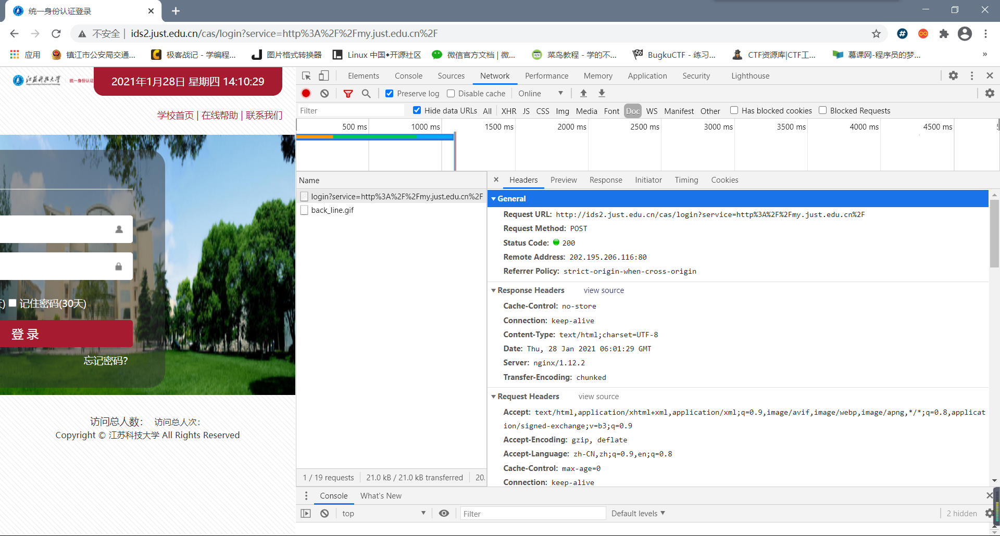 统一身份认证登录
不安全 | ids2.just.edu.cn/cas/login?service=http%3A%2F%2Fmy.just.edu.cn%2F
应用
镇江市公安局交通...
极客战记 - 学编程...
图片格式转换器
Linux 中国◆开源社区
微信官方文档 | 微...
菜鸟教程 - 学的不...
BugkuCTF - 练习...
CTF资源库|CTF工...
慕课网-程序员的梦...
»
江苏科技大学
统一身份认证
2021年1月28日 星期四 14:10:29
学校首页 | 在线帮助 | 联系我们
记住密码(30天)
登 录
忘记密码?
访问总人数： 访问总人次：
Copyright © 江苏科技大学 All Rights Reserved
Elements Console Sources Network Performance Memory Application Security Lighthouse
Preserve log Disable cache Online
Filter Hide data URLs All XHR JS CSS Img Media Font Doc WS Manifest Other Has blocked cookies Blocked Requests
500 ms 1000 ms 1500 ms 2000 ms 2500 ms 3000 ms 3500 ms 4000 ms 4500 ms
Name
login?service=http%3A%2F%2Fmy.just.edu.cn%2F
back_line.gif
1 / 19 requests 21.0 kB / 21.0 kB transferred 20.
Headers Preview Response Initiator Timing Cookies
General
Request URL: http://ids2.just.edu.cn/cas/login?service=http%3A%2F%2Fmy.just.edu.cn%2F
Request Method: POST
Status Code: 200
Remote Address: 202.195.206.116:80
Referrer Policy: strict-origin-when-cross-origin
Response Headers view source
Cache-Control: no-store
Connection: keep-alive
Content-Type: text/html;charset=UTF-8
Date: Thu, 28 Jan 2021 06:01:29 GMT
Server: nginx/1.12.2
Transfer-Encoding: chunked
Request Headers view source
Accept: text/html,application/xhtml+xml,application/xml;q=0.9,image/avif,image/webp,image/apng,*/*;q=0.8,applicat
ion/signed-exchange;v=b3;q=0.9
Accept-Encoding: gzip, deflate
Accept-Language: zh-CN,zh;q=0.9,en;q=0.8
Cache-Control: max-age=0
Connection: keep-alive
Console What's New
top Filter Default levels 2 hidden